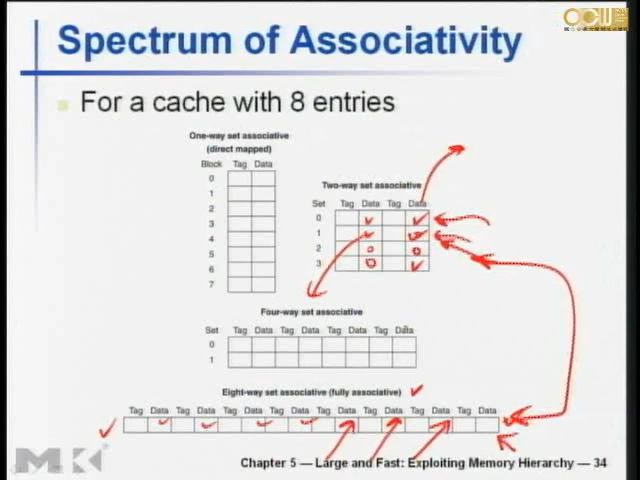 Spectrum of Associativity
For a cache with 8 entries
One-way set associative
(direct mapped)
Block Tag Data
0
1
2
3
4
5
6
7
Two-way set associative
Set Tag Data Tag Data
0
1
2
3
Four-way set associative
Set Tag Data Tag Data Tag Data Tag Data
0
1
Eight-way set associative (fully associative)
Tag Data Tag Data Tag Data Tag Data Tag Data Tag Data Tag Data Tag Data
MK
Chapter 5 — Large and Fast: Exploiting Memory Hierarchy — 34